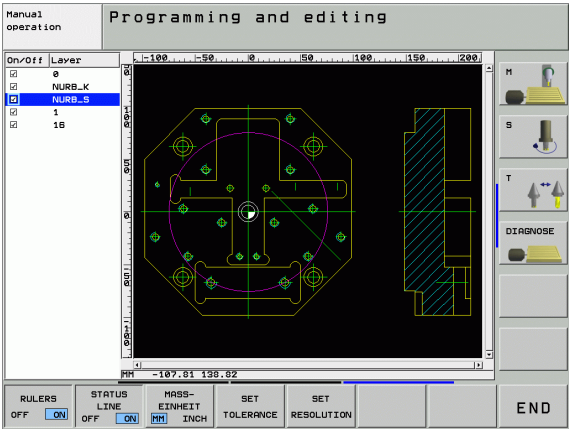 Manual
operation
Programming and editing
On/Off Layer
0
NURB_K
NURB_S
1
16
-100 -50 0 50 100 150 200
M
S
T
DIAGNOSE
MM -107.81 138.82
RULERS
OFF ON
STATUS
LINE
OFF ON
MASS-
EINHEIT
MM INCH
SET
TOLERANCE
SET
RESOLUTION
END